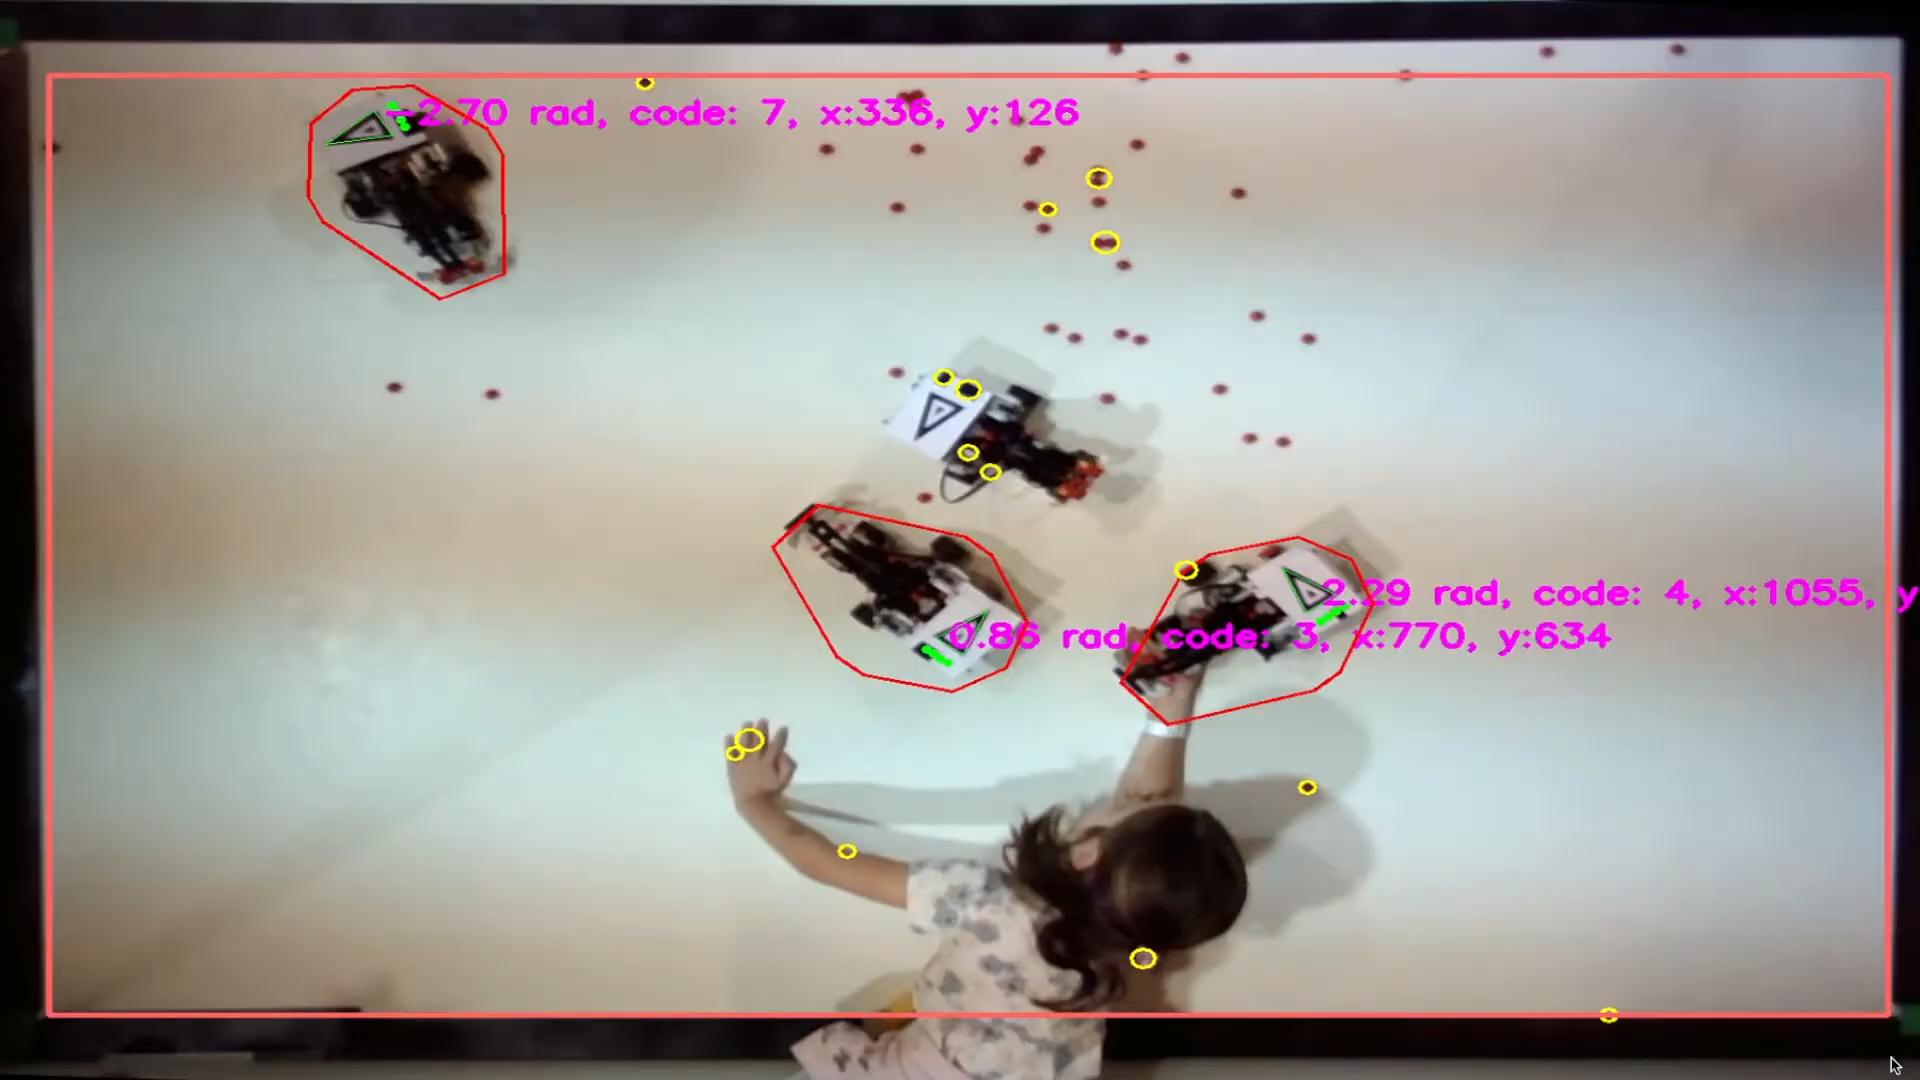 -2.70 rad, code: 7, x:336, y:126
2.29 rad, code: 4, x:1055, y
0.86 rad, code: 3, x:770, y:634